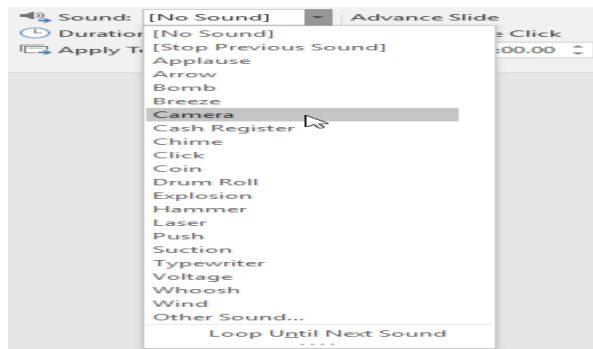 Sound: [No Sound] Advance Slide
Duration e Click
Apply T :00.00
[No Sound]
[Stop Previous Sound]
Applause
Arrow
Bomb
Breeze
Camera
Cash Register
Chime
Click
Coin
Drum Roll
Explosion
Hammer
Laser
Push
Suction
Typewriter
Voltage
Whoosh
Wind
Other Sound...
Loop Until Next Sound